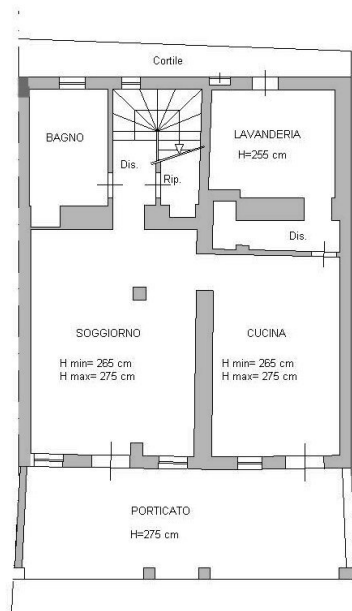 Cortile
BAGNO
LAVANDERIA
H=255 cm
Dis.
Rip.
Dis.
SOGGIORNO
H min= 265 cm
H max= 275 cm
CUCINA
H min= 265 cm
H max= 275 cm
PORTICATO
H=275 cm